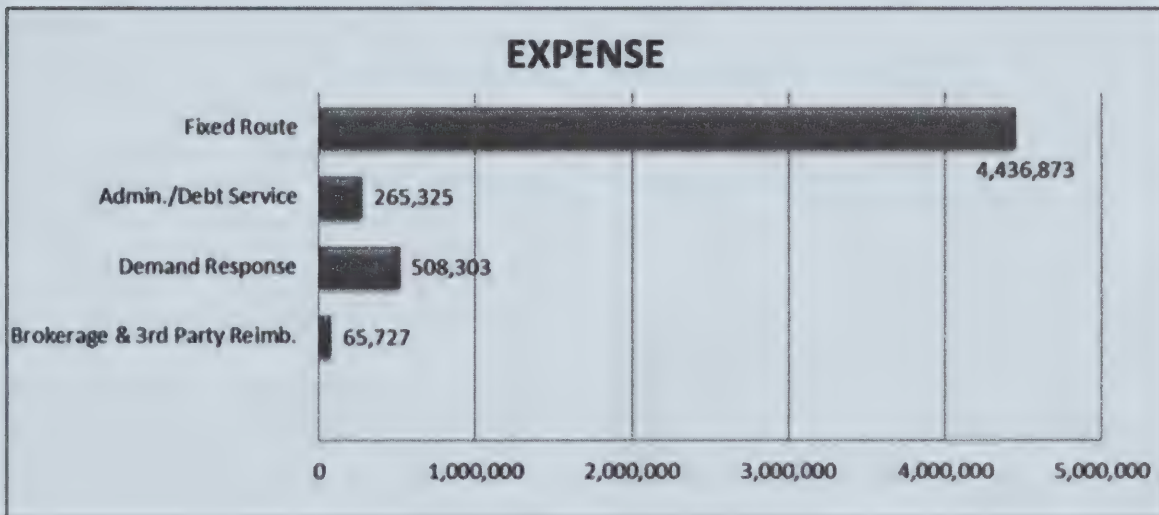 EXPENSE
Fixed Route
4,436,873
Admin./Debt Service
265,325
Demand Response
508,303
Brokerage & 3rd Party Reimb.
65,727
0 1,000,000 2,000,000 3,000,000 4,000,000 5,000,000